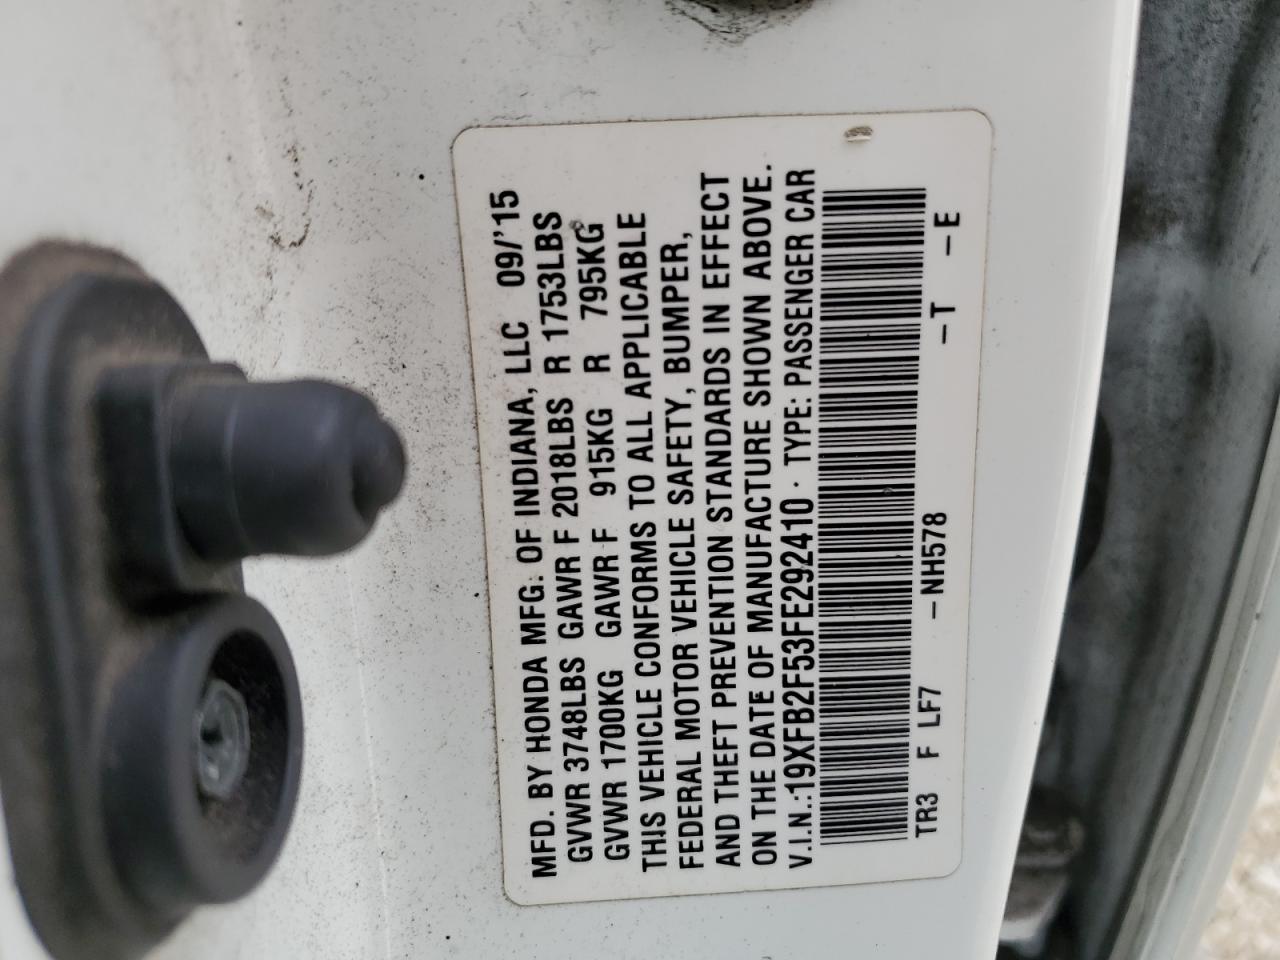 MFD. BY HONDA MFG. OF INDIANA, LLC 09/'15
GVWR 3748LBS GAWR F 2018LBS R 1753LBS
GVWR 1700KG GAWR F 915KG R 795KG
THIS VEHICLE CONFORMS TO ALL APPLICABLE
FEDERAL MOTOR VEHICLE SAFETY, BUMPER,
AND THEFT PREVENTION STANDARDS IN EFFECT
ON THE DATE OF MANUFACTURE SHOWN ABOVE.
V.I.N.:19XFB2F53FE292410 · TYPE: PASSENGER CAR
TR3 F LF7 –NH578 –T –E